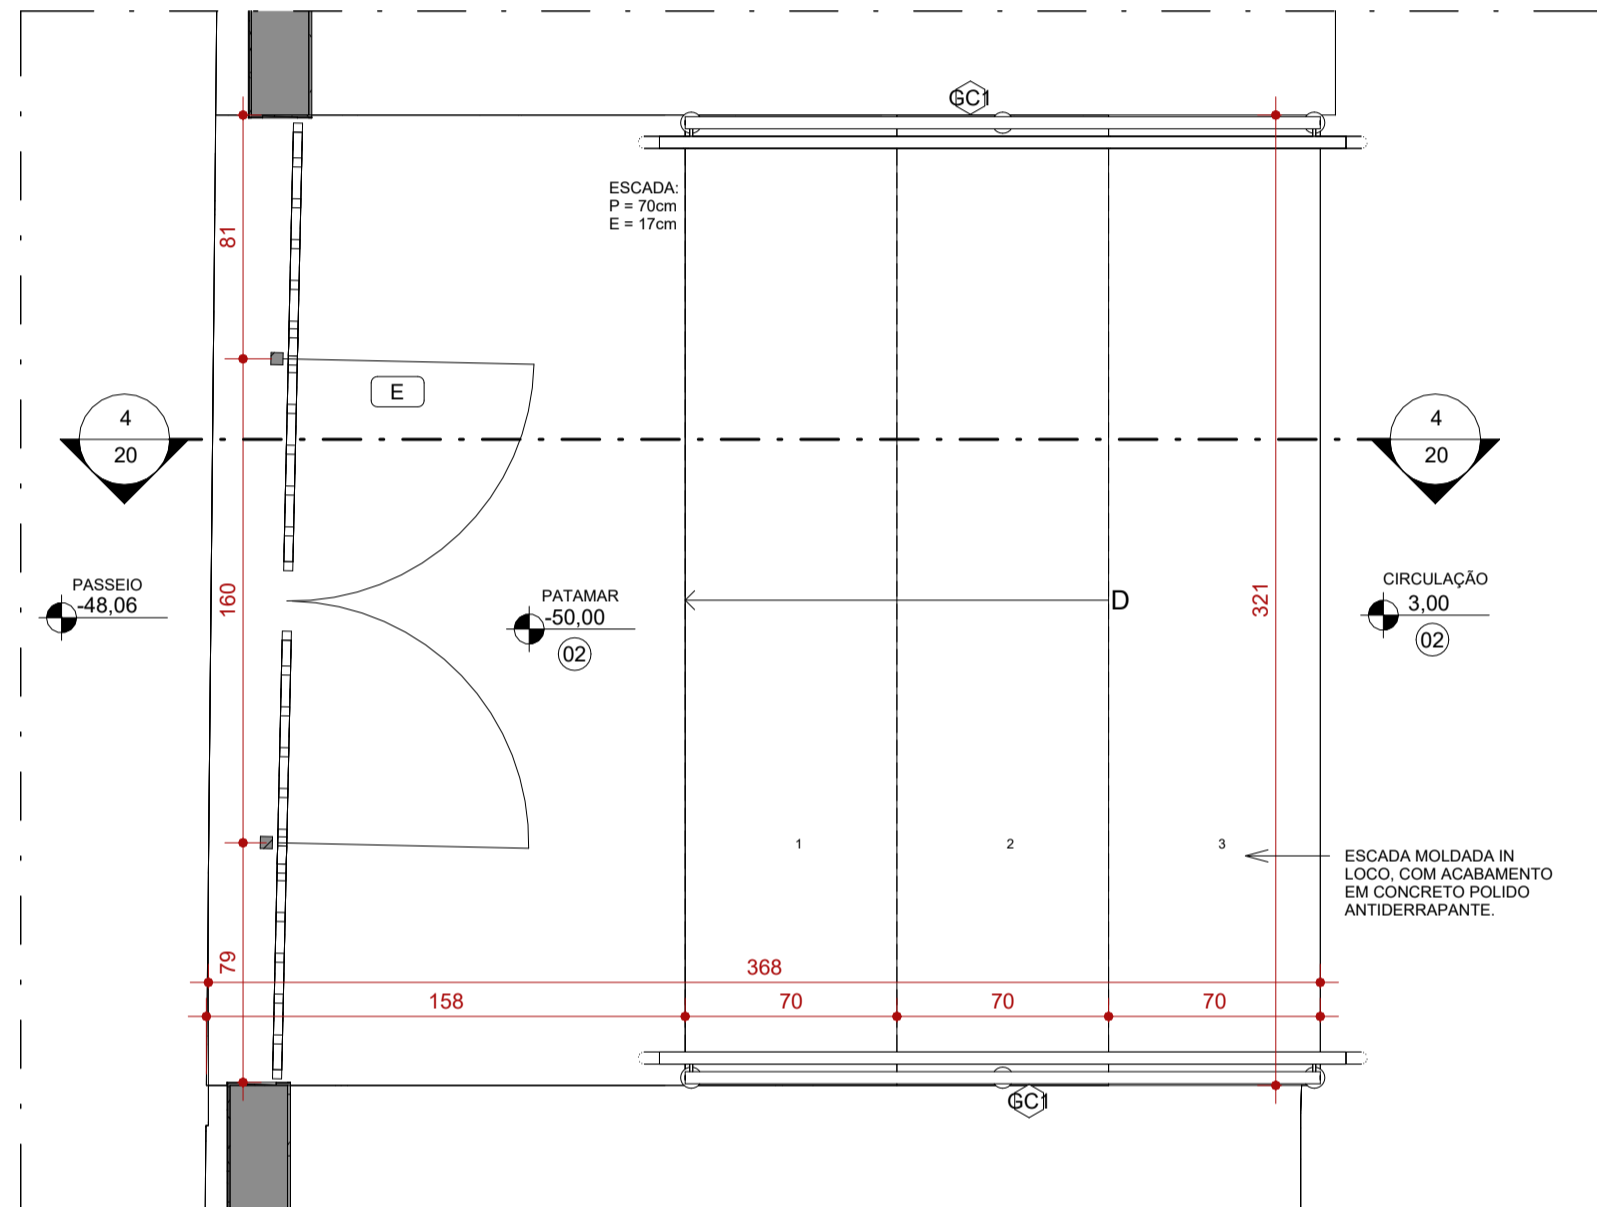 GC1
ESCADA:
P = 70cm
E = 17cm
81
E
4
20
4
20
PASSEIO
-48,06
160
PATAMAR
-50,00
02
D
321
CIRCULAÇÃO
3,00
02
1
2
3
ESCADA MOLDADA IN
LOCO, COM ACABAMENTO
EM CONCRETO POLIDO
ANTIDERRAPANTE.
79
368
158
70
70
70
GC1